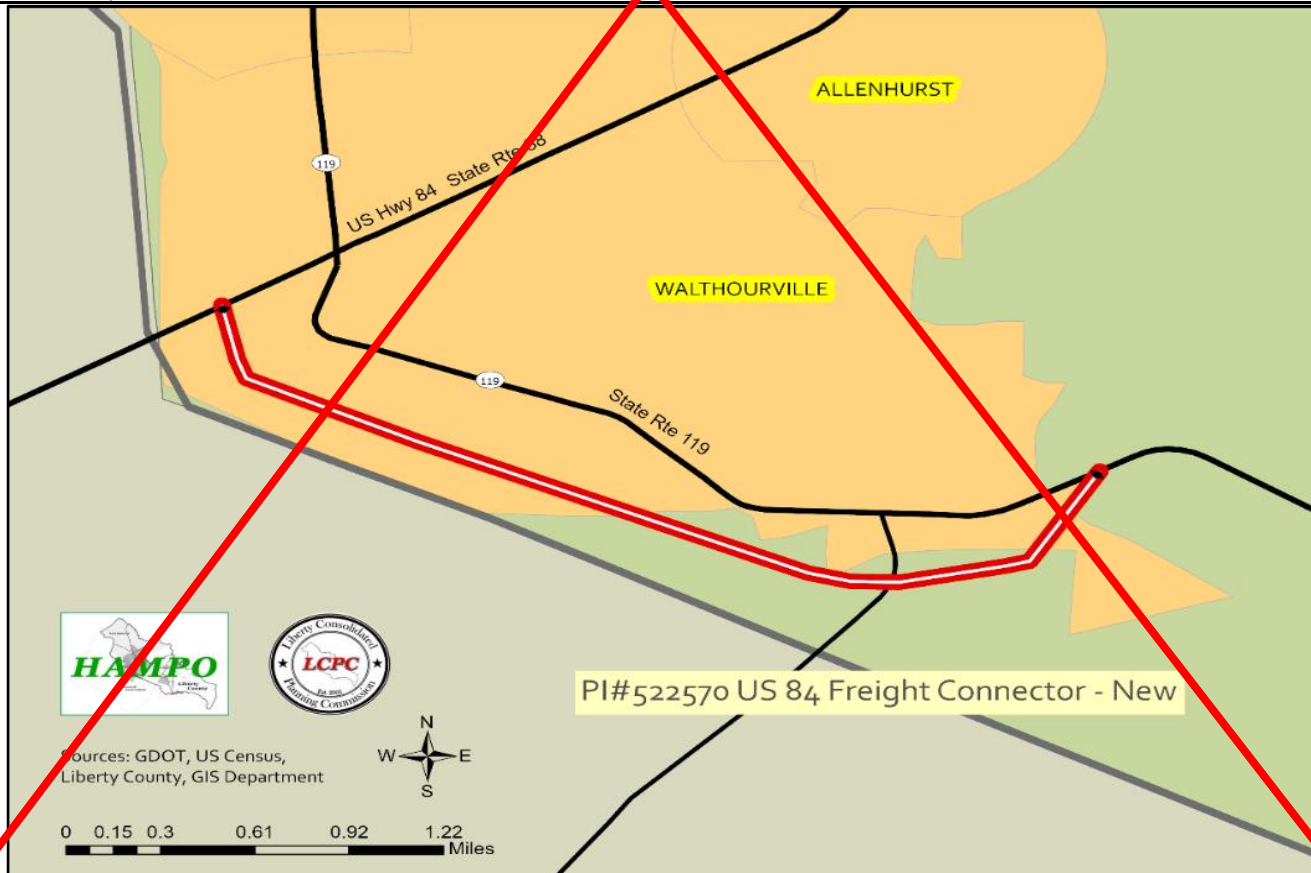 ALLENHURST
119
US Hwy 84 State Rte 38
WALTHOURVILLE
119
State Rte 119
HAMPO
Liberty County
Liberty Consolidated
LCPC
Planning Commission
PI#522570 US 84 Freight Connector - New
N
W E
S
Sources: GDOT, US Census,
Liberty County, GIS Department
0 0.15 0.3 0.61 0.92 1.22
Miles